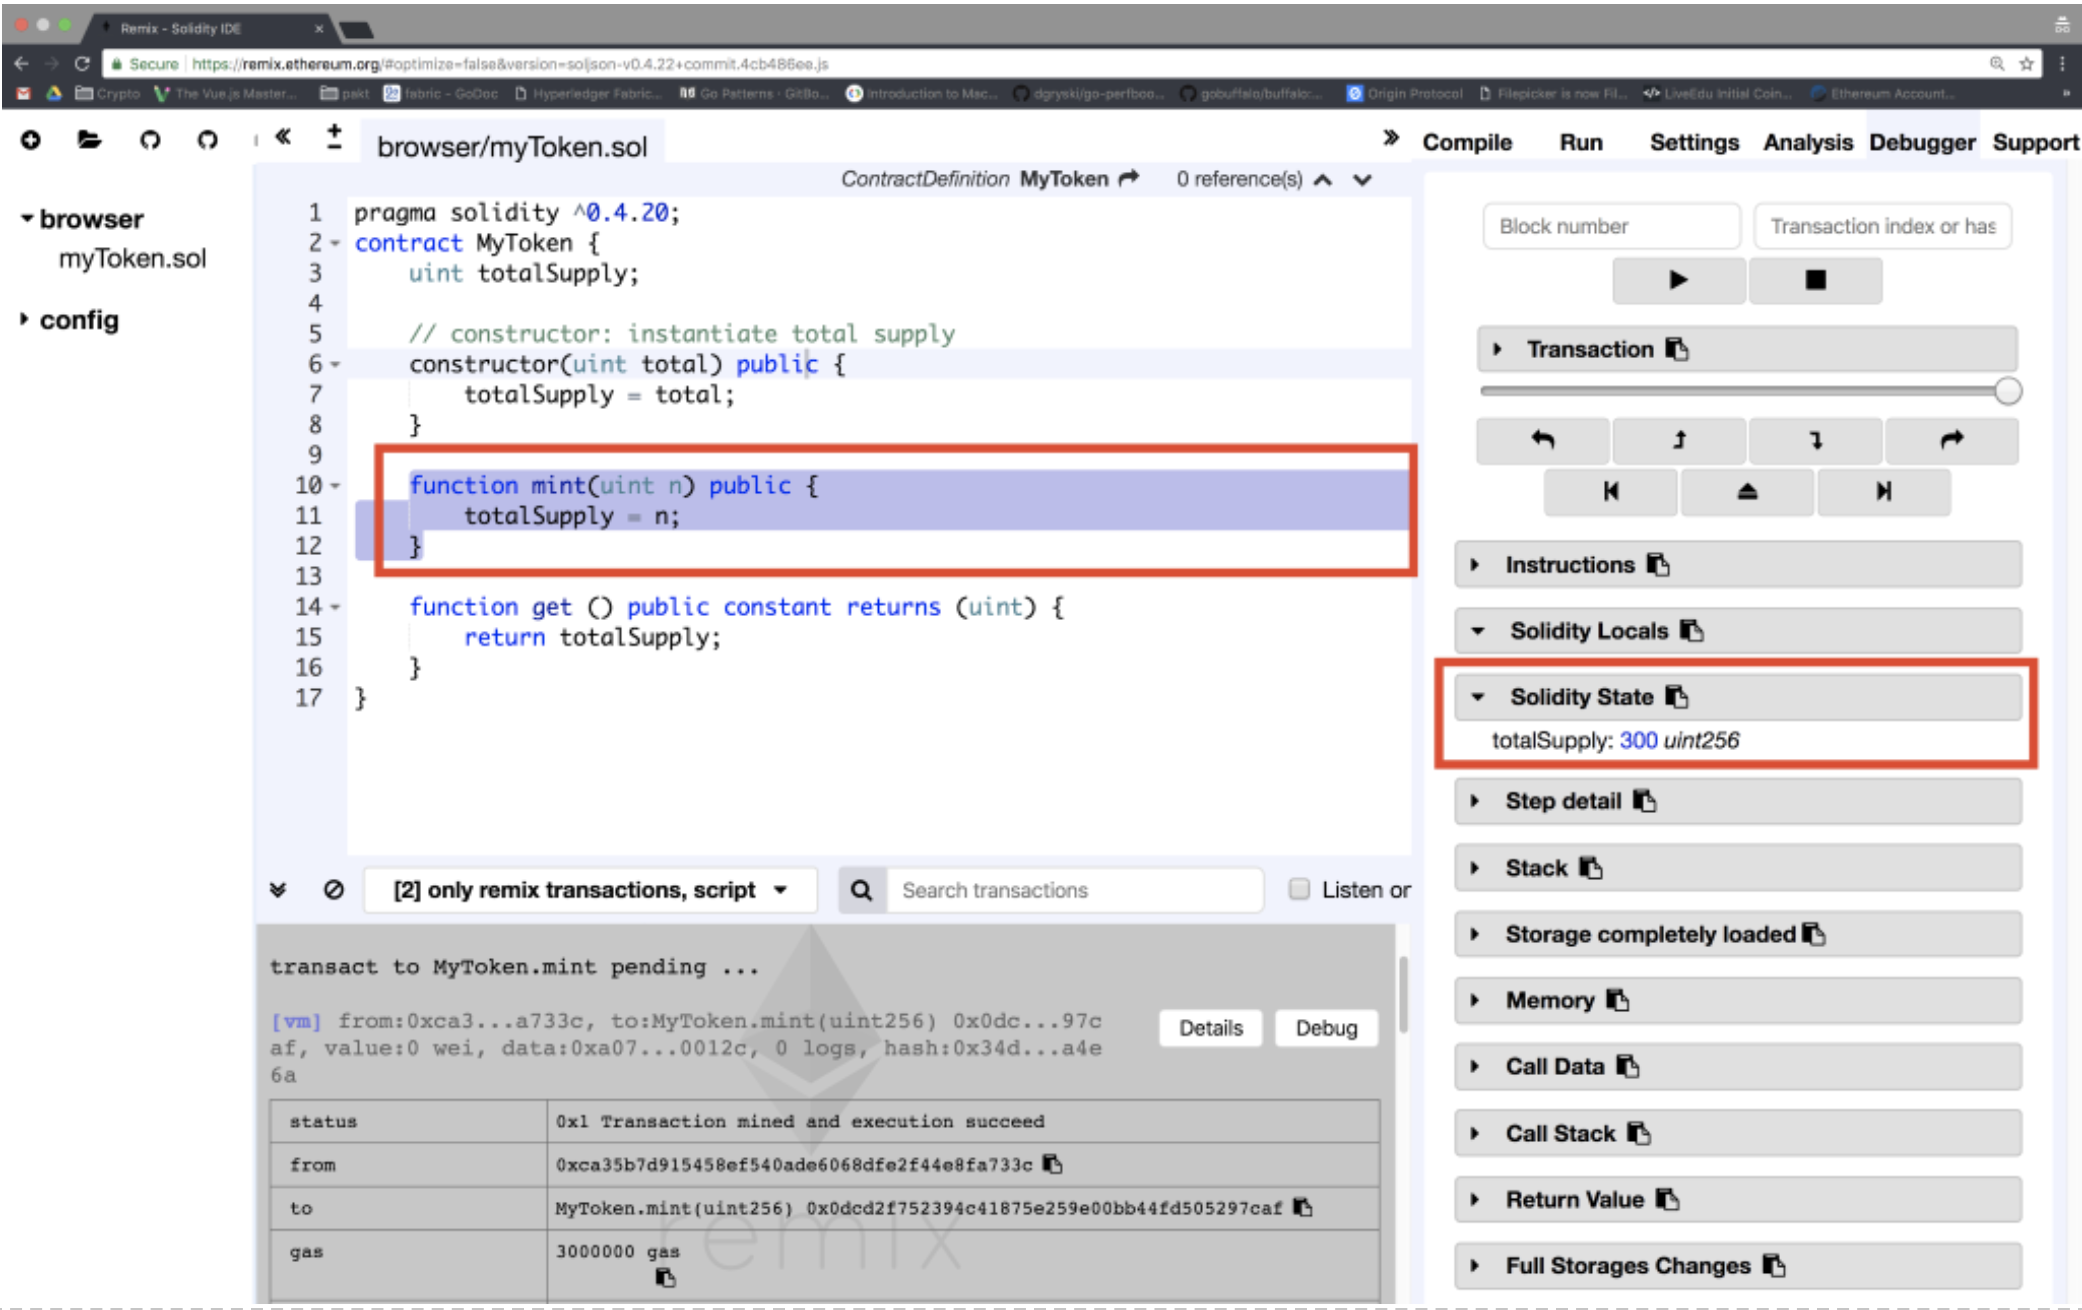 Remix - Solidity IDE
Secure https://remix.ethereum.org/#optimize=false&version=soljson-v0.4.22+commit.4cb486ee.js
Crypto The Vue.js Master... pakt fabric - GoDoc Hyperledger Fabric... Go Patterns · GitBo... Introduction to Mac... dgryski/go-perfboo... gobuffalo/buffalo:... Origin Protocol Filepicker is now Fil... LiveEdu Initial Coin... Ethereum Account...
browser/myToken.sol
Compile Run Settings Analysis Debugger Support
ContractDefinition MyToken 0 reference(s)
browser
myToken.sol
config
1 pragma solidity ^0.4.20;
2 contract MyToken {
3 uint totalSupply;
4
5 // constructor: instantiate total supply
6 constructor(uint total) public {
7 totalSupply = total;
8 }
9
10 function mint(uint n) public {
11 totalSupply = n;
12 }
13
14 function get () public constant returns (uint) {
15 return totalSupply;
16 }
17 }
[2] only remix transactions, script
Search transactions
Listen or
transact to MyToken.mint pending ...
[vm] from:0xca3...a733c, to:MyToken.mint(uint256) 0x0dc...97c
af, value:0 wei, data:0xa07...0012c, 0 logs, hash:0x34d...a4e
6a
Details Debug
status 0x1 Transaction mined and execution succeed
from 0xca35b7d915458ef540ade6068dfe2f44e8fa733c
to MyToken.mint(uint256) 0x0dcd2f752394c41875e259e00bb44fd505297caf
gas 3000000 gas
remix
Block number
Transaction index or has
Transaction
Instructions
Solidity Locals
Solidity State
totalSupply: 300 uint256
Step detail
Stack
Storage completely loaded
Memory
Call Data
Call Stack
Return Value
Full Storages Changes